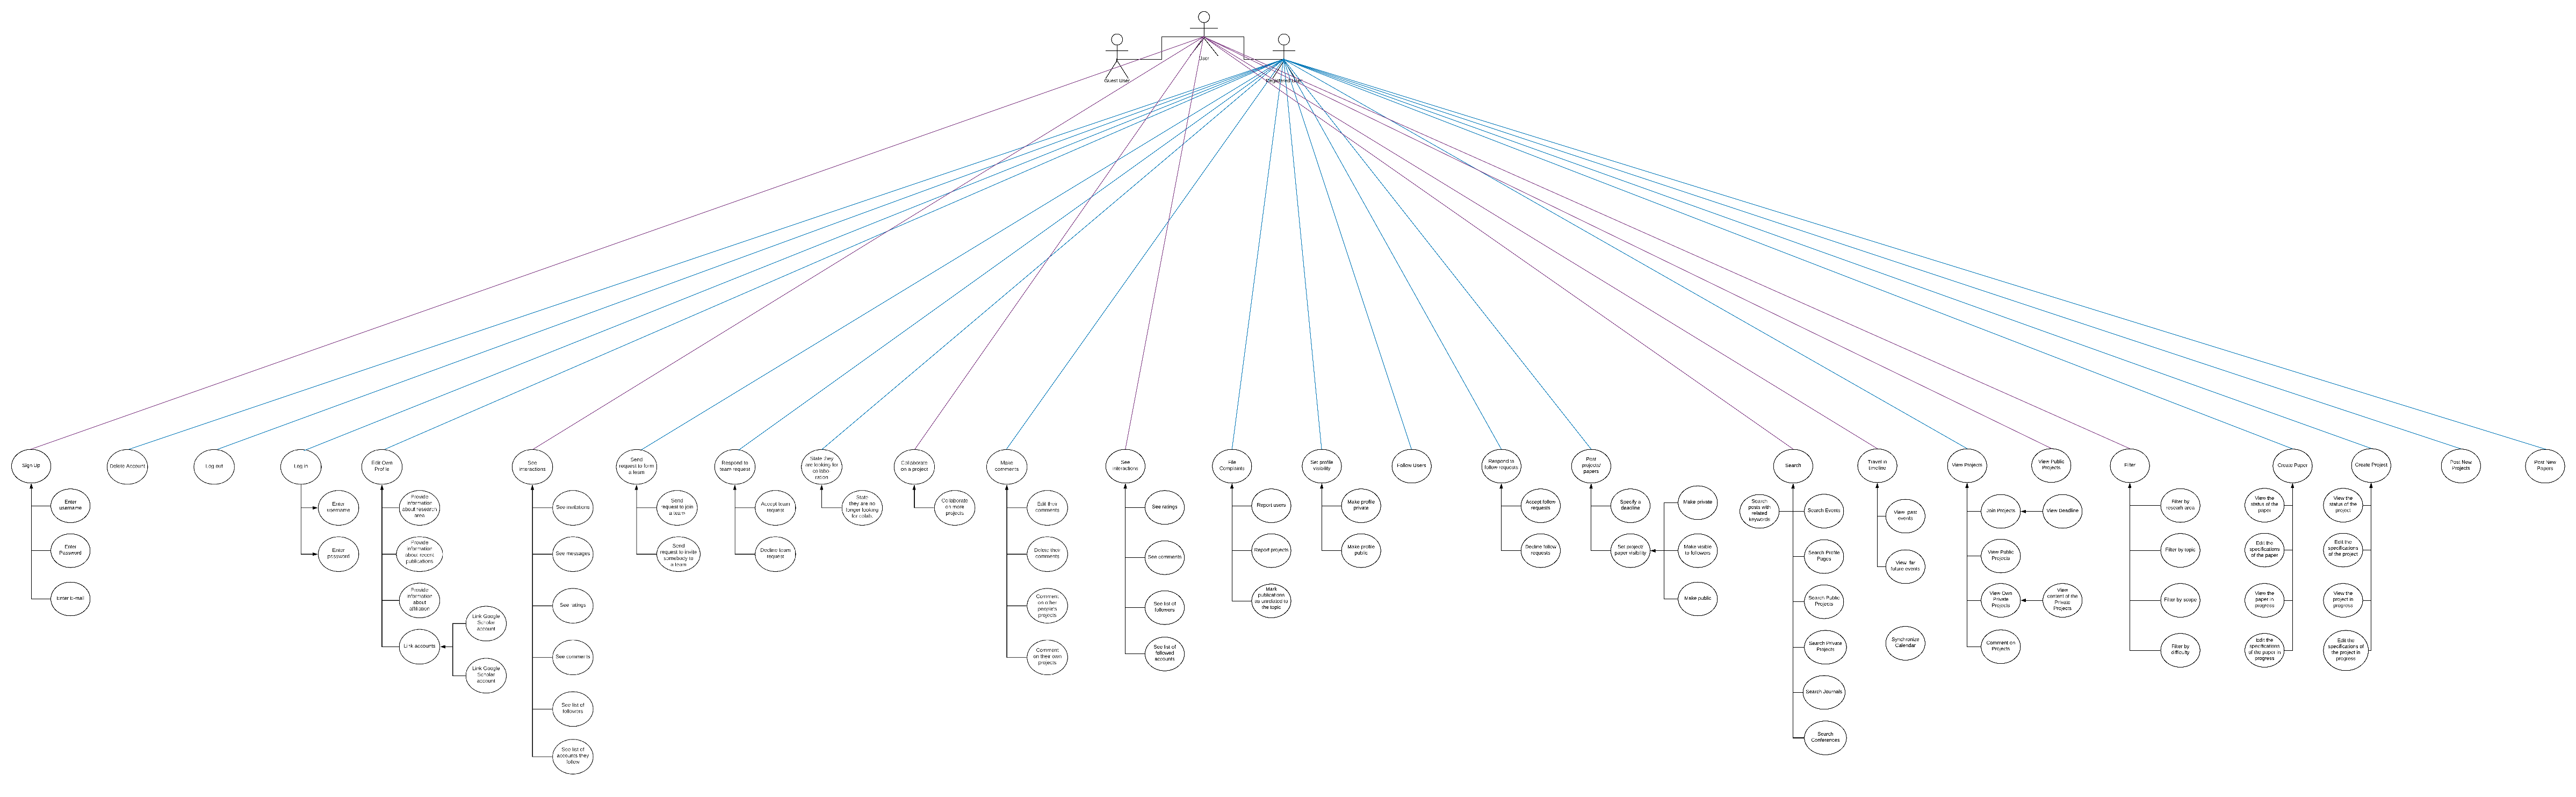 Guest User
User
Registered User
Sign Up
Delete Account
Log out
Log in
Edit Own
Profile
See
interactions
Send
request to form
a team
Respond to
team request
State they
are looking for
collabo
ration
Collaborate
on a project
Make
comments
See
interactions
File
Complaints
Set profile
visibility
Follow Users
Respond to
follow requests
Post
projects/
papers
Search
Travel in
timeline
View Projects
View Public
Projects
Filter
Create Paper
Create Project
Post New
Projects
Post New
Papers
Enter
username
Enter
Password
Enter E-mail
Enter
username
Enter
password
Provide
information
about research
area
Provide
information
about recent
publications
Provide
information
about
affiliation
Link accounts
Link Google
Scholar
account
Link Google
Scholar
account
See invitations
See messages
See ratings
See comments
See list of
followers
See list of
accounts they
follow
Send
request to join
a team
Send
request to invite
somebody to
a team
Accept team
request
Decline team
request
State
they are no
longer looking
for colab.
Collaborate
on more
projects
Edit their
comments
Delete their
comments
Comment
on other
people's
projects
Comment
on their own
projects
See ratings
See comments
See list of
followers
See list of
followed
accounts
Report users
Report projects
Mark
publications
as unrelated to
the topic
Make profile
private
Make profile
public
Accept follow
requests
Decline follow
requests
Specify a
deadline
Set project/
paper visibility
Make private
Make visible
to followers
Make public
Search
posts with
related
keywords
Search Events
Search Profile
Pages
Search Public
Projects
Search Private
Projects
Search Journals
Search
Conferences
View past
events
View far
future events
Synchronize
Calendar
Join Projects
View Deadline
View Public
Projects
View Own
Private
Projects
View
content of the
Private
Projects
Comment on
Projects
Filter by
research area
Filter by topic
Filter by scope
Filter by
difficulty
View the
status of the
paper
Edit the
specifications
of the paper
View the
paper in
progress
Edit the
specifications
of the paper in
progress
View the
status of the
project
Edit the
specifications
of the project
View the
project in
progress
Edit the
specifications of
the project in
progress